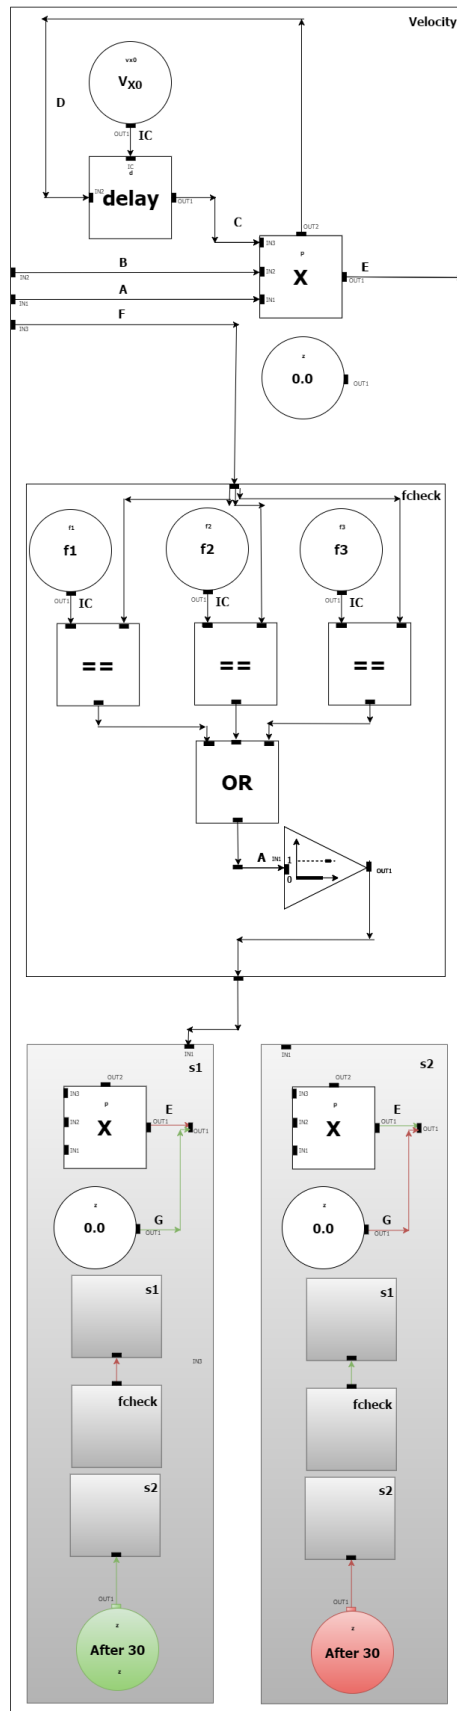 Velocity
vx0
VX0
D
OUT1
IC
IC
d
IN2
delay
OUT1
C
OUT2
IN3
P
B
IN2
IN2
X
E
OUT1
A
IN1
IN1
F
IN3
z
0.0
OUT1
fcheck
f1
f1
f2
f2
f3
f3
OUT1
IC
OUT1
IC
OUT1
IC
==
==
==
OR
A
IN1
1
0
OUT1
IN1
s1
OUT2
IN3
P
E
IN2
X
OUT1
OUT1
IN1
z
0.0
G
OUT1
s1
IN3
fcheck
s2
OUT1
z
After 30
z
IN1
s2
OUT2
IN3
P
E
IN2
X
OUT1
OUT1
IN1
z
0.0
G
OUT1
s1
fcheck
s2
OUT1
z
After 30